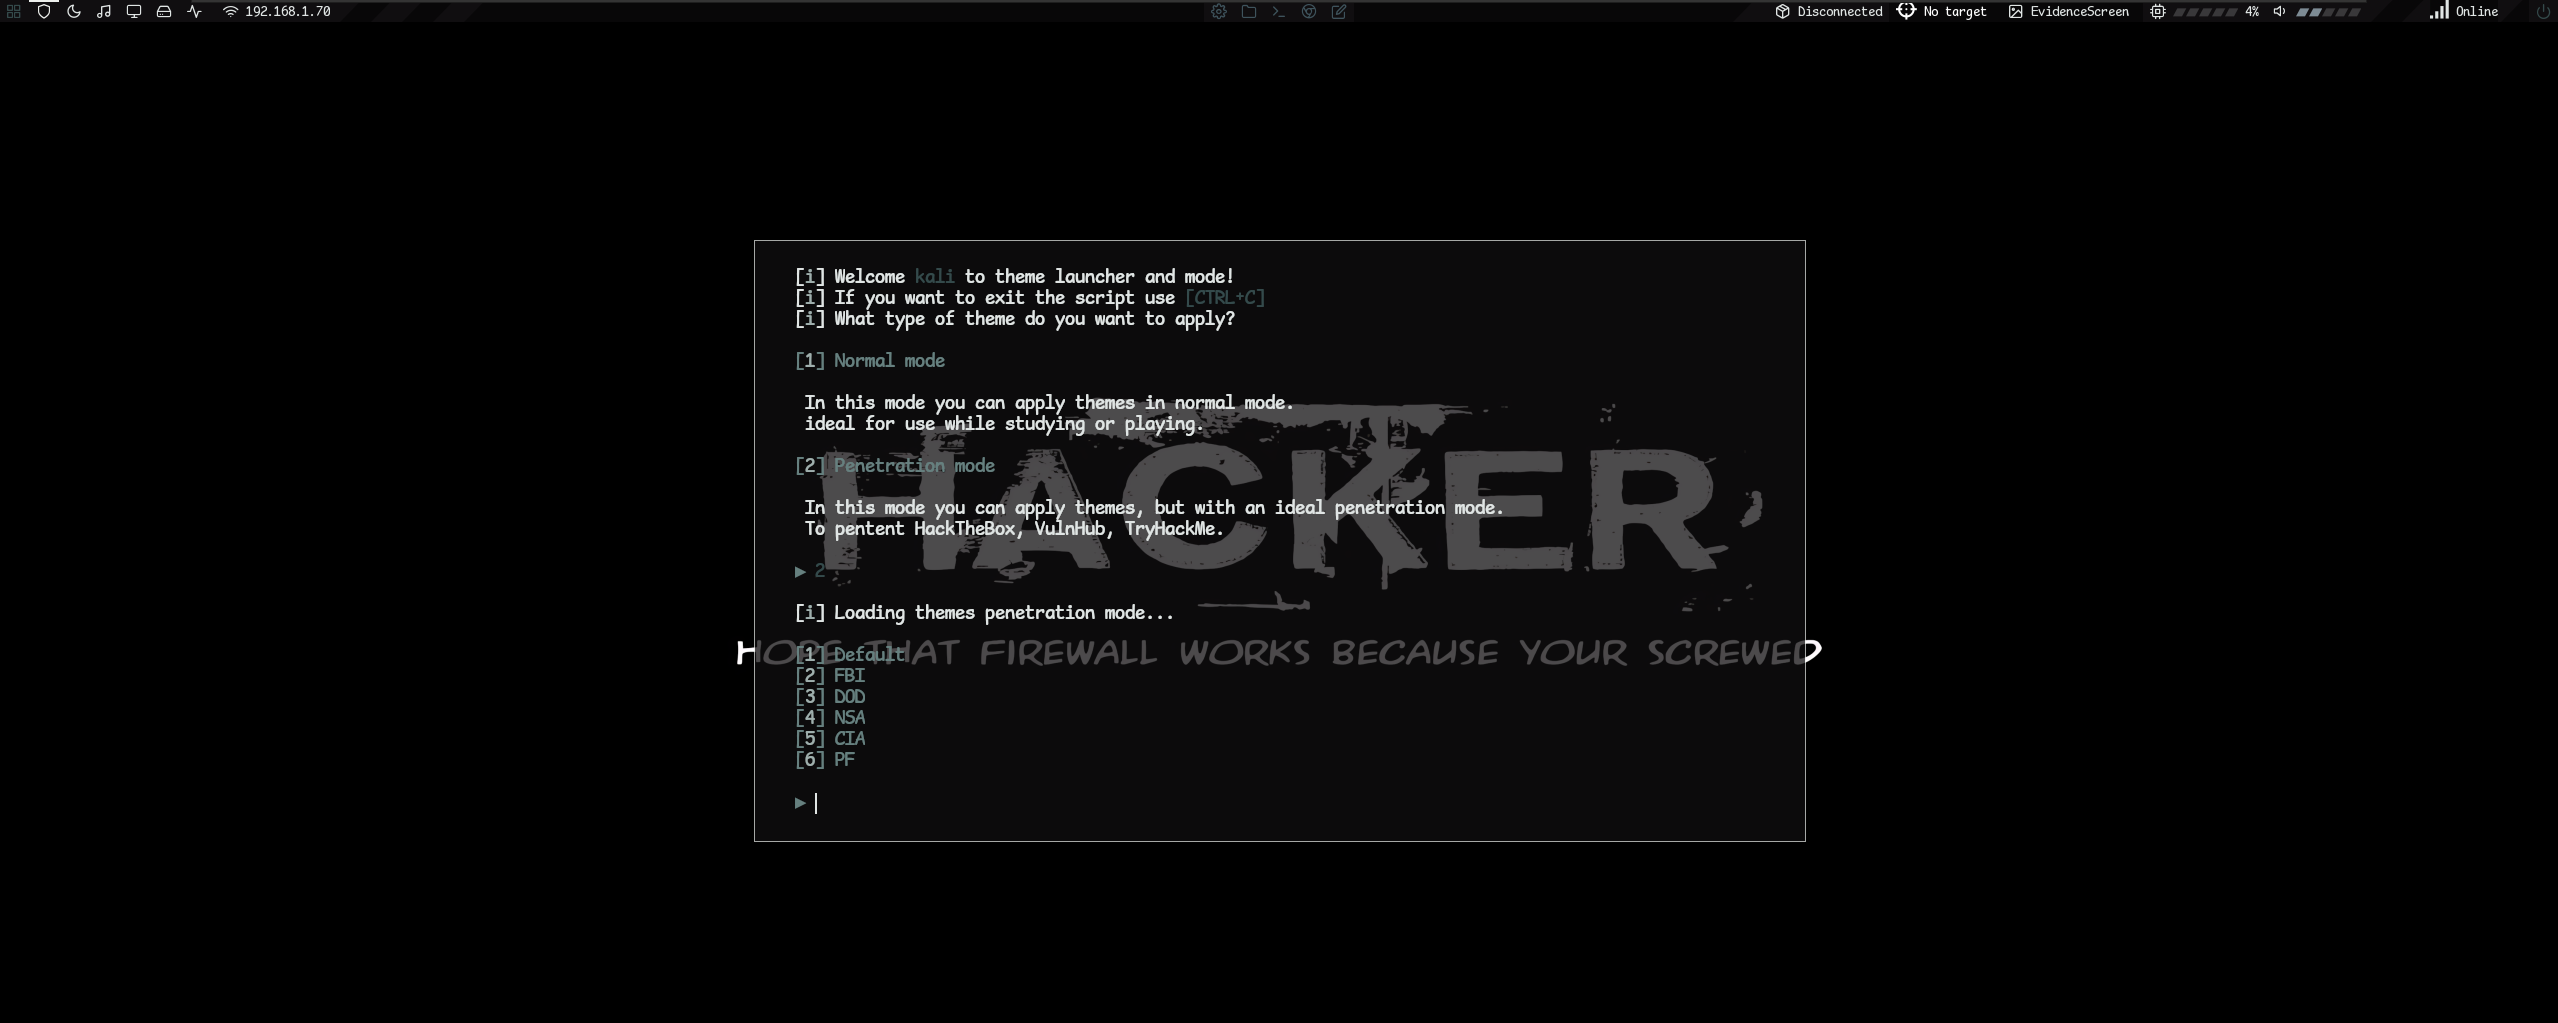 192.168.1.70
Disconnected No target EvidenceScreen 4% Online
[i] Welcome kali to theme launcher and mode!
[i] If you want to exit the script use [CTRL+C]
[i] What type of theme do you want to apply?
[1] Normal mode
In this mode you can apply themes in normal mode.
ideal for use while studying or playing.
[2] Penetration mode
In this mode you can apply themes, but with an ideal penetration mode.
To pentent HackTheBox, VulnHub, TryHackMe.
▶ 2
[i] Loading themes penetration mode...
[1] Default
[2] FBI
[3] DOD
[4] NSA
[5] CIA
[6] PF
▶
HACKER
HOPE THAT FIREWALL WORKS BECAUSE YOUR SCREWED